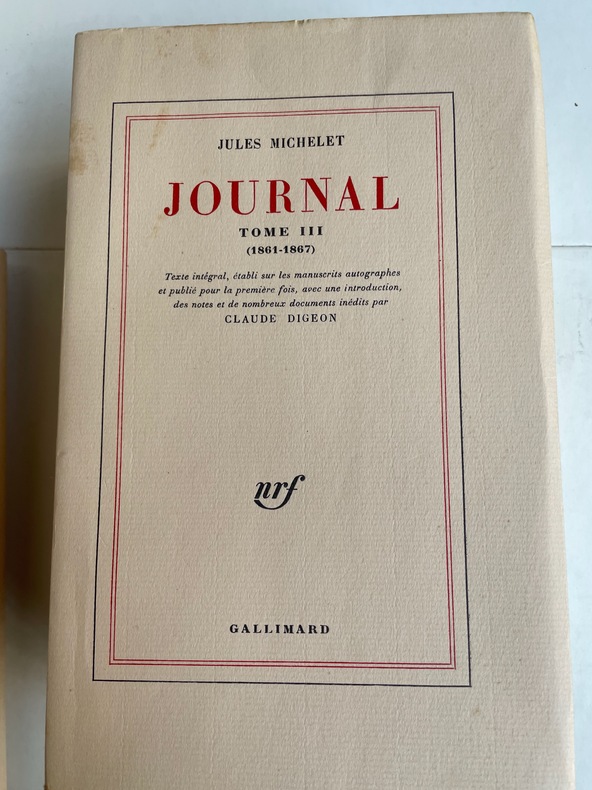 JULES MICHELET
JOURNAL
TOME III
(1861-1867)
Texte intégral, établi sur les manuscrits autographes
et publié pour la première fois, avec une introduction,
des notes et de nombreux documents inédits par
CLAUDE DIGEON
nrf
GALLIMARD